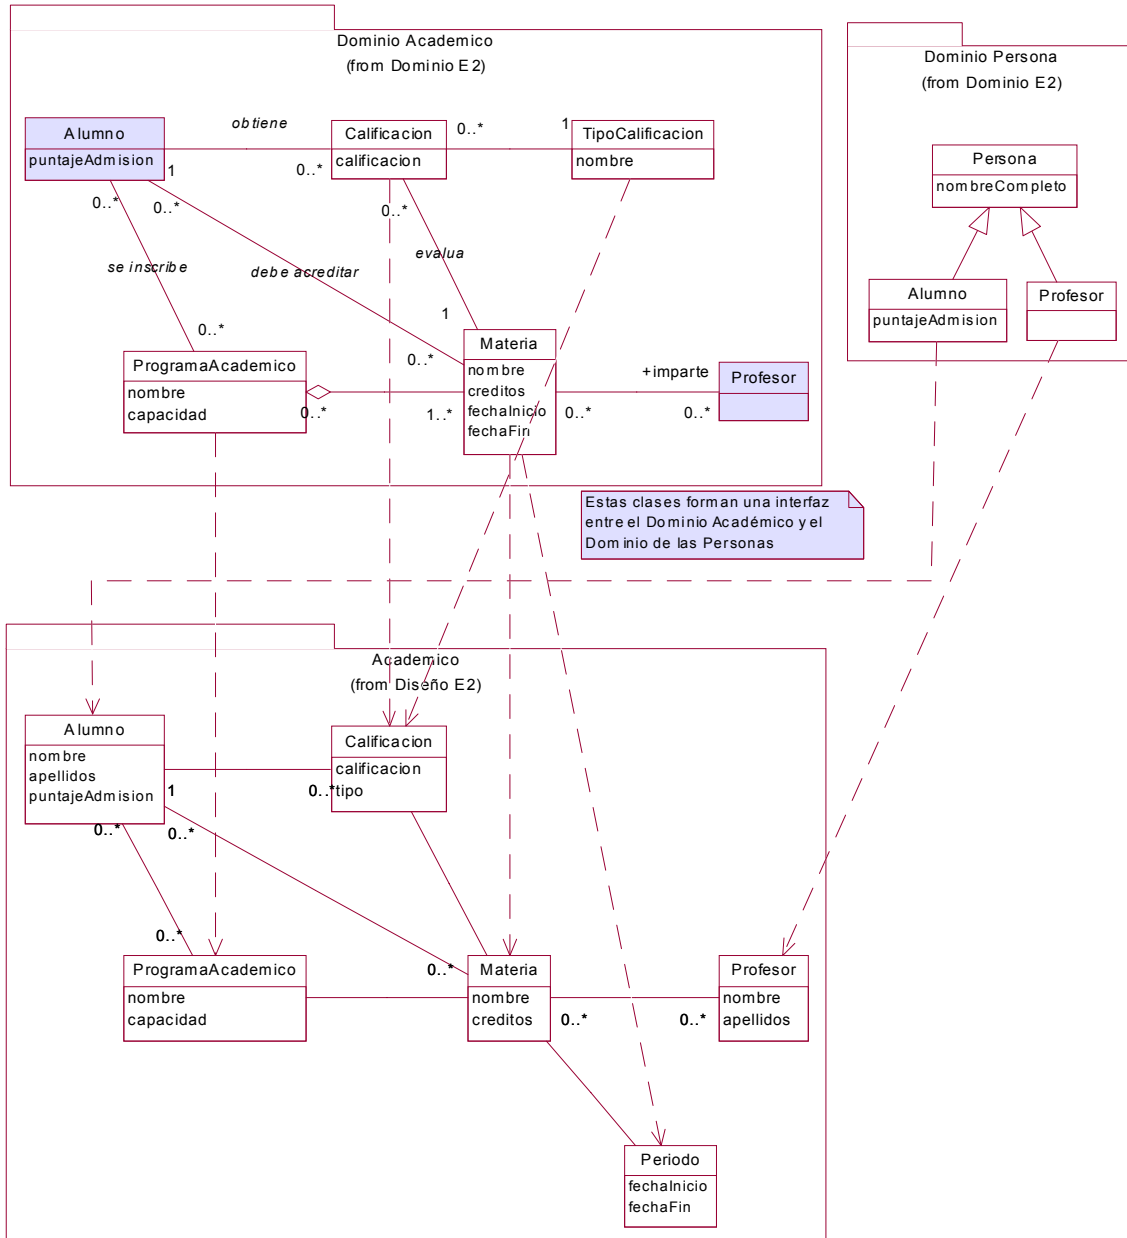 Dominio Academico
(from Dominio E2)
Dominio Persona
(from Dominio E2)
Alumno
puntajeAdmision
obtiene
1
0..*
Calificacion
calificacion
0..*
1
TipoCalificacion
nombre
Persona
nombreCompleto
0..*
0..*
0..*
se inscribe
debe acreditar
evalua
Alumno
puntajeAdmision
Profesor
0..*
1
0..*
ProgramaAcademico
nombre
capacidad
0..*
1..*
Materia
nombre
creditos
fechaInicio
fechaFin
0..*
+imparte
0..*
Profesor
Estas clases forman una interfaz
entre el Dominio Académico y el
Dominio de las Personas
Academico
(from Diseño E2)
Alumno
nombre
apellidos
puntajeAdmision
1
0..*
Calificacion
calificacion
tipo
0..*
0..*
0..*
0..*
ProgramaAcademico
nombre
capacidad
Materia
nombre
creditos
0..*
0..*
Profesor
nombre
apellidos
Periodo
fechaInicio
fechaFin